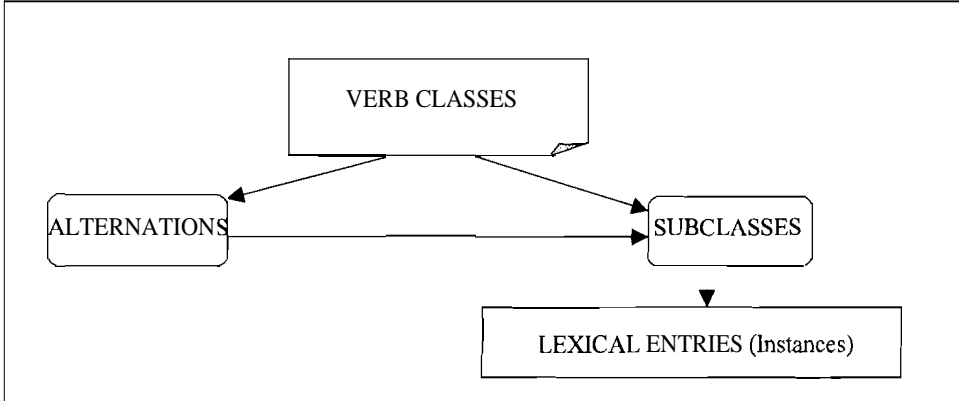 VERB CLASSES
ALTERNATIONS
SUBCLASSES
LEXICAL ENTRIES (Instances)